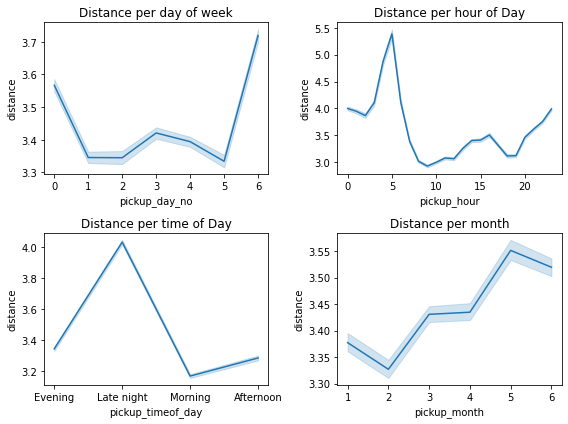 Distance per day of week
3.7
3.6
3.5
3.4
3.3
distance
0 1 2 3 4 5 6
pickup_day_no
Distance per hour of Day
5.5
5.0
4.5
4.0
3.5
3.0
distance
0 5 10 15 20
pickup_hour
Distance per time of Day
4.0
3.8
3.6
3.4
3.2
distance
Evening Late night Morning Afternoon
pickup_timeof_day
Distance per month
3.55
3.50
3.45
3.40
3.35
3.30
distance
1 2 3 4 5 6
pickup_month